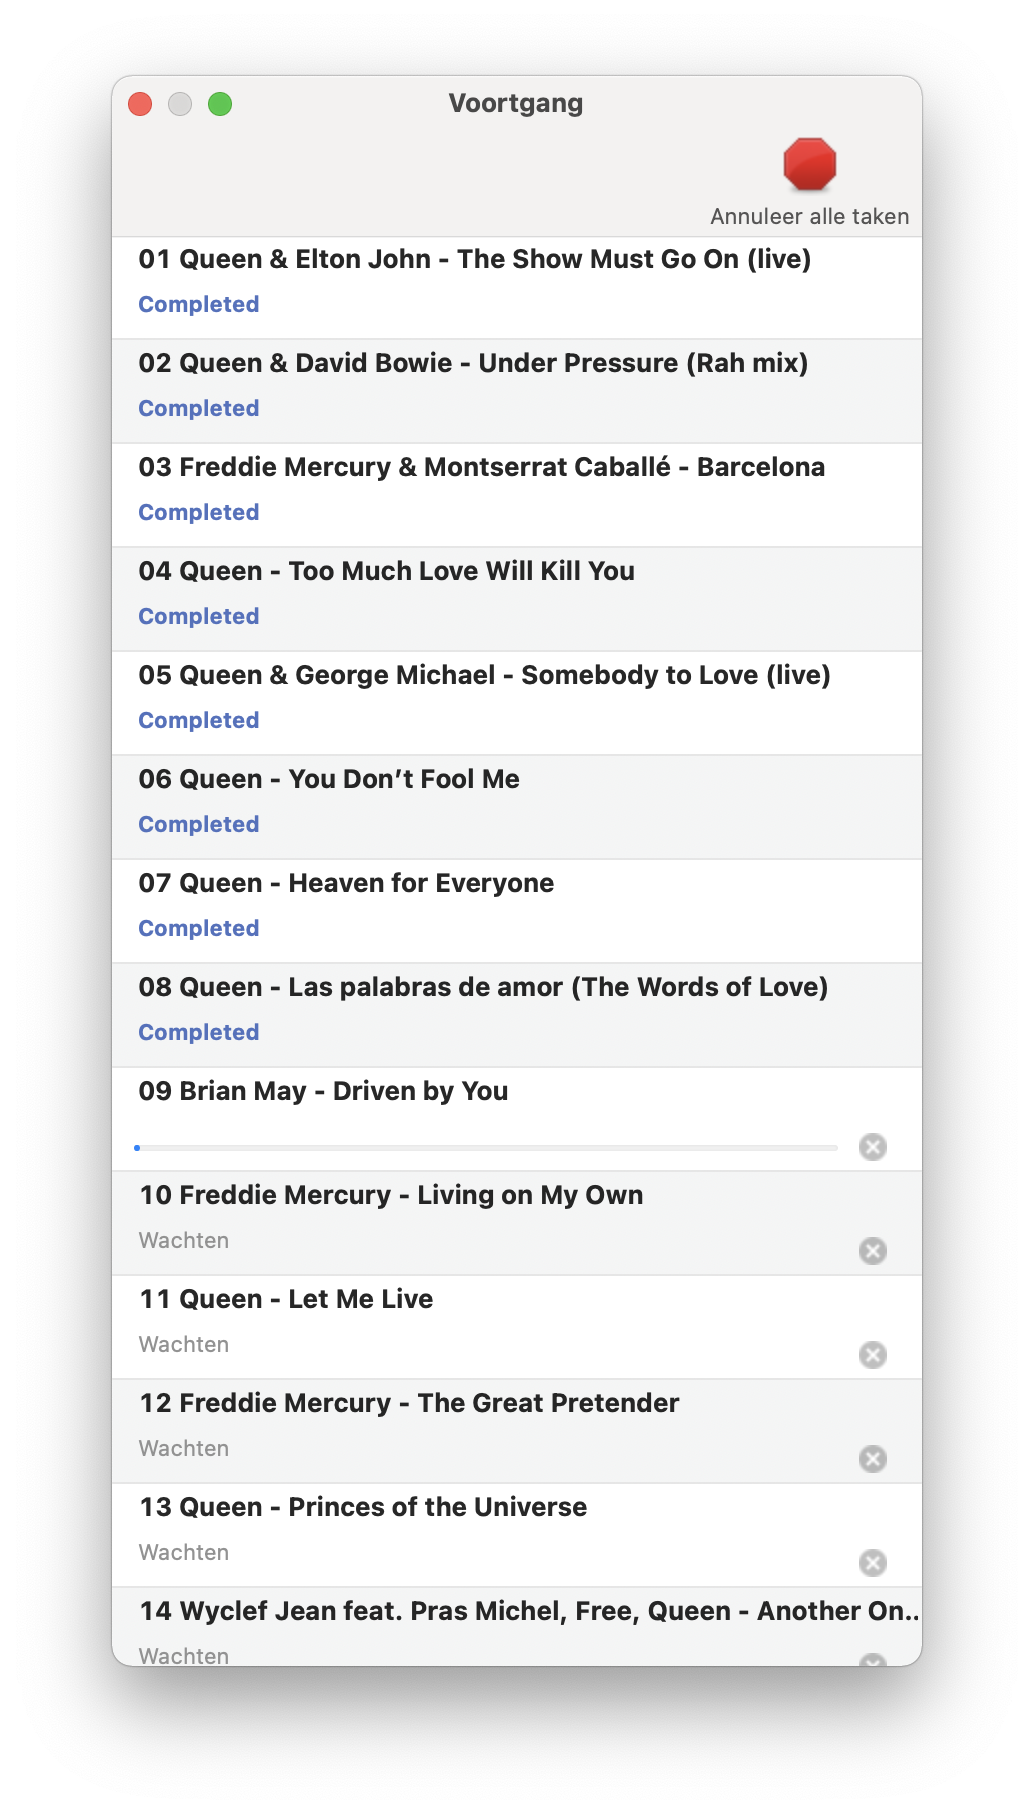 Voortgang
Annuleer alle taken
01 Queen & Elton John - The Show Must Go On (live)
Completed
02 Queen & David Bowie - Under Pressure (Rah mix)
Completed
03 Freddie Mercury & Montserrat Caballé - Barcelona
Completed
04 Queen - Too Much Love Will Kill You
Completed
05 Queen & George Michael - Somebody to Love (live)
Completed
06 Queen - You Don’t Fool Me
Completed
07 Queen - Heaven for Everyone
Completed
08 Queen - Las palabras de amor (The Words of Love)
Completed
09 Brian May - Driven by You
10 Freddie Mercury - Living on My Own
Wachten
11 Queen - Let Me Live
Wachten
12 Freddie Mercury - The Great Pretender
Wachten
13 Queen - Princes of the Universe
Wachten
14 Wyclef Jean feat. Pras Michel, Free, Queen - Another On..
Wachten